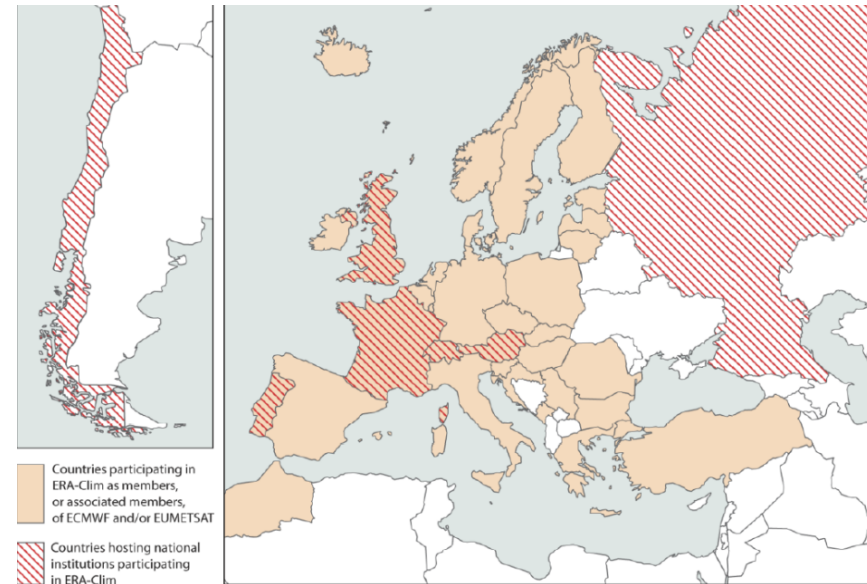 Countries participating in
ERA-Clim as members,
or associated members,
of ECMWF and/or EUMETSAT
Countries hosting national
institutions participating
in ERA-Clim